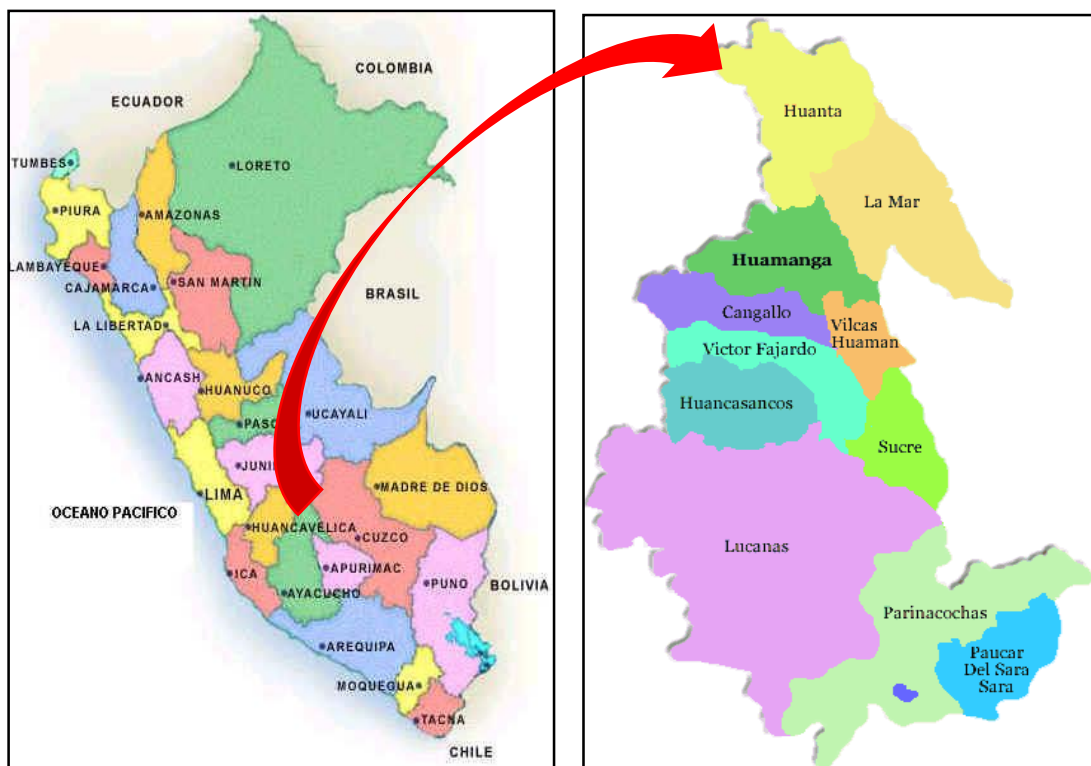 COLOMBIA
ECUADOR
TUMBES
LORETO
PIURA
AMAZONAS
LAMBAYEQUE
SAN MARTIN
CAJAMARCA
BRASIL
LA LIBERTAD
ANCASH
HUANUCO
UCAYALI
PASC
JUNI
MADRE DE DIOS
LIMA
OCEANO PACIFICO
HUANCAVELICA
CUZCO
ICA
APURIMAC
PUNO
BOLIVIA
AYACUCHO
AREQUIPA
MOQUEGUA
TACNA
CHILE
Huanta
La Mar
Huamanga
Cangallo
Vilcas
Huaman
Victor Fajardo
Huancasancos
Sucre
Lucanas
Parinacochas
Paucar
Del Sara
Sara